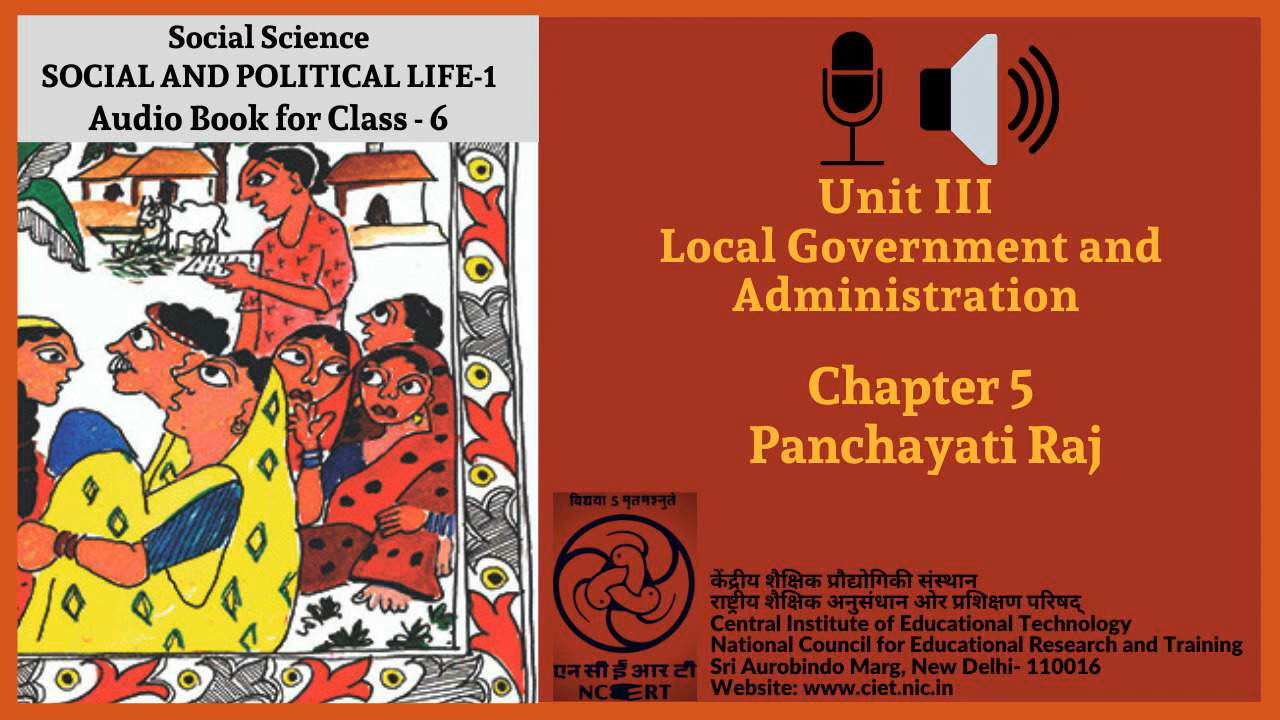 Social Science
SOCIAL AND POLITICAL LIFE-1
Audio Book for Class - 6
Unit III
Local Government and
Administration
Chapter 5
Panchayati Raj
विद्यया ऽ मृतमश्नुते
एन सी ई आर टी
NCERT
केंद्रीय शैक्षिक प्रौद्योगिकी संस्थान
राष्ट्रीय शैक्षिक अनुसंधान ओर प्रशिक्षण परिषद्
Central Institute of Educational Technology
National Council for Educational Research and Training
Sri Aurobindo Marg, New Delhi- 110016
Website: www.ciet.nic.in